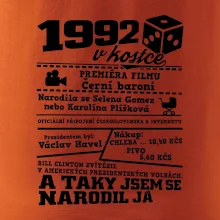 1992
v kostce
PREMIÉRA FILMU
Černí baroni
Narodila se Selena Gomez
nebo Karolína Plíšková
OFICIÁLNÍ PŘIPOJENÍ ČESKOSLOVENSKA K INTERNETU
Prezidentem byl:
Václav Havel
Nákup:
CHLEBA ... 10,40 KČS
PIVO
5,40 KČS
BILL CLINTON ZVÍTĚZIL
V AMERICKÝCH PREZIDENTSKÝCH VOLBÁCH.
A TAKY JSEM SE
NARODIL JÁ